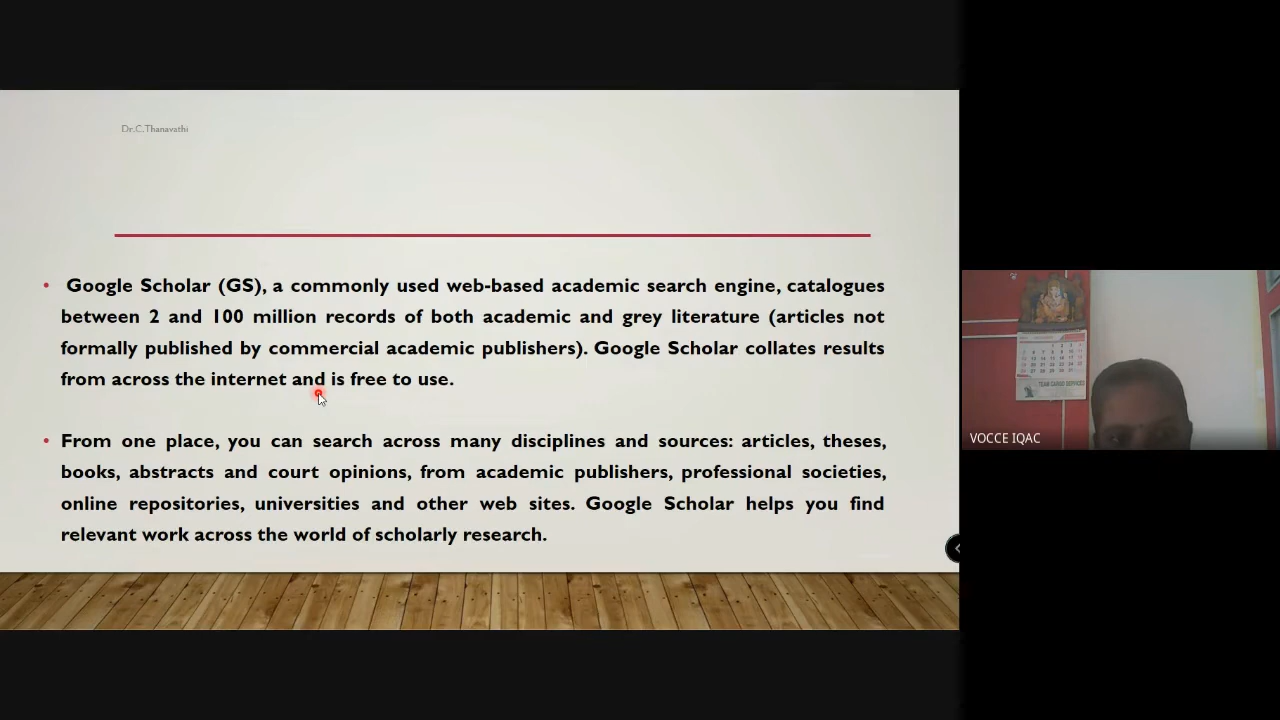 Dr.C.Thanavathi
Google Scholar (GS), a commonly used web-based academic search engine, catalogues
between 2 and 100 million records of both academic and grey literature (articles not
formally published by commercial academic publishers). Google Scholar collates results
from across the internet and is free to use.
From one place, you can search across many disciplines and sources: articles, theses,
books, abstracts and court opinions, from academic publishers, professional societies,
online repositories, universities and other web sites. Google Scholar helps you find
relevant work across the world of scholarly research.
VOCCE IQAC